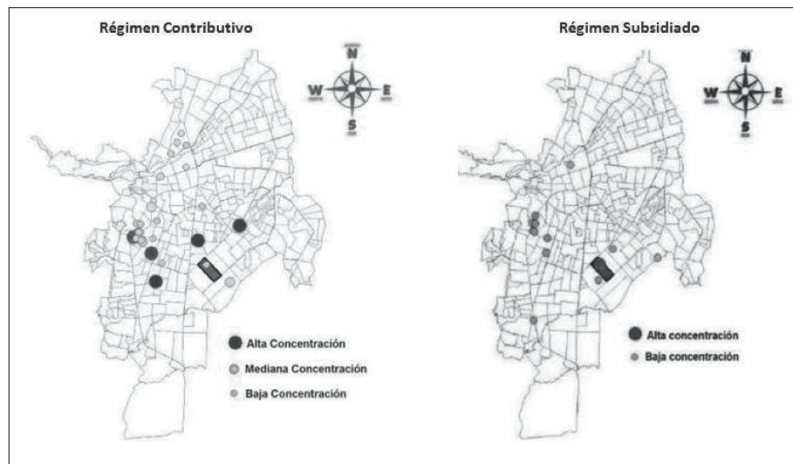 Régimen Contributivo
N
W E
S
Alta Concentración
Mediana Concentración
Baja Concentración
Régimen Subsidiado
N
W E
S
Alta concentración
Baja concentración